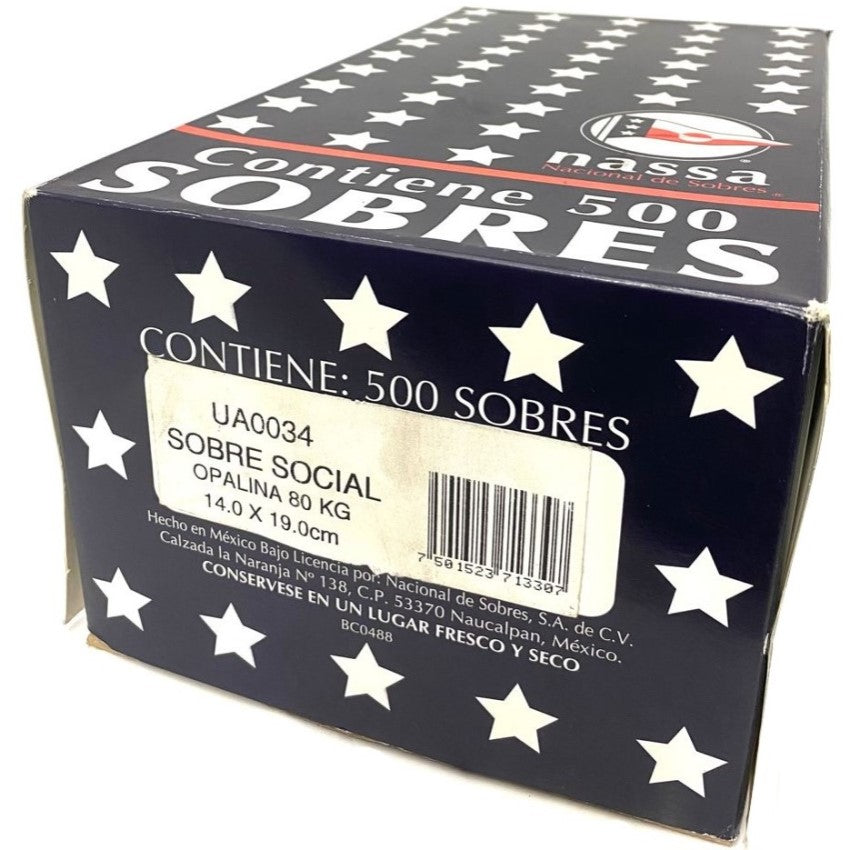 nassa
Nacional de Sobres
Contiene 500
SOBRES
CONTIENE: 500 SOBRES
UA0034
SOBRE SOCIAL
OPALINA 80 KG
14.0 X 19.0cm
7 501523 713307
Hecho en México Bajo Licencia por: Nacional de Sobres, S.A. de C.V.
Calzada la Naranja Nº 138, C.P. 53370 Naucalpan, México.
CONSERVESE EN UN LUGAR FRESCO Y SECO
BC0488